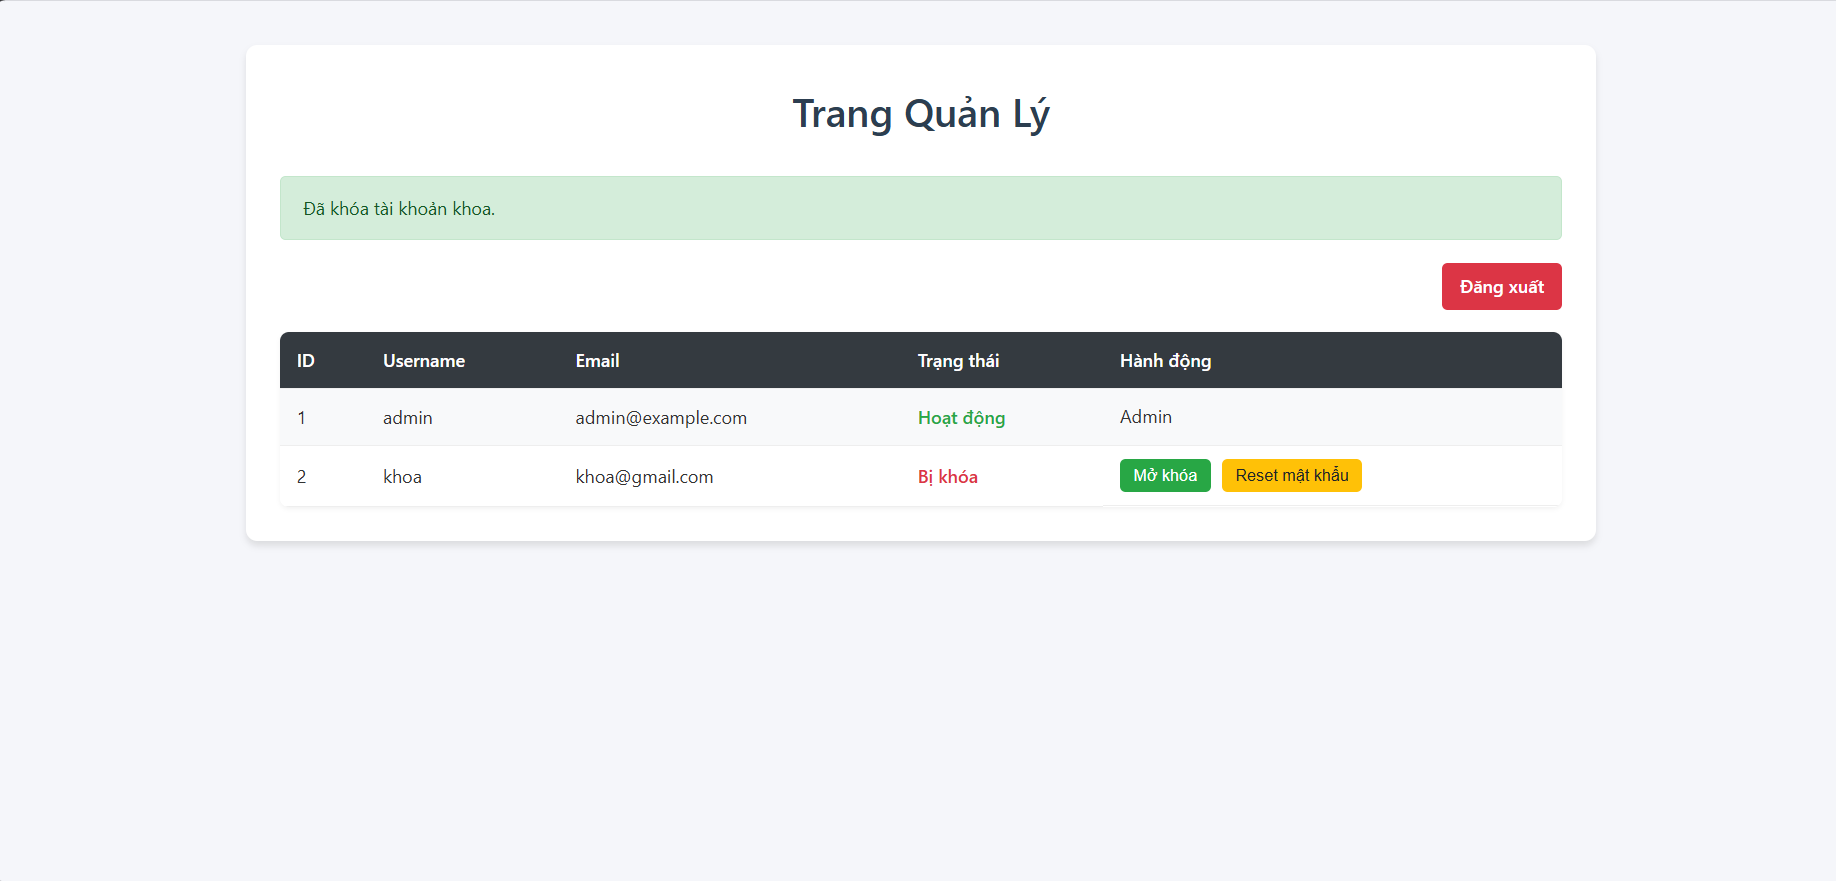 Trang Quản Lý
Đã khóa tài khoản khoa.
Đăng xuất
ID Username Email Trạng thái Hành động
1 admin admin@example.com Hoạt động Admin
2 khoa khoa@gmail.com Bị khóa Mở khóa Reset mật khẩu